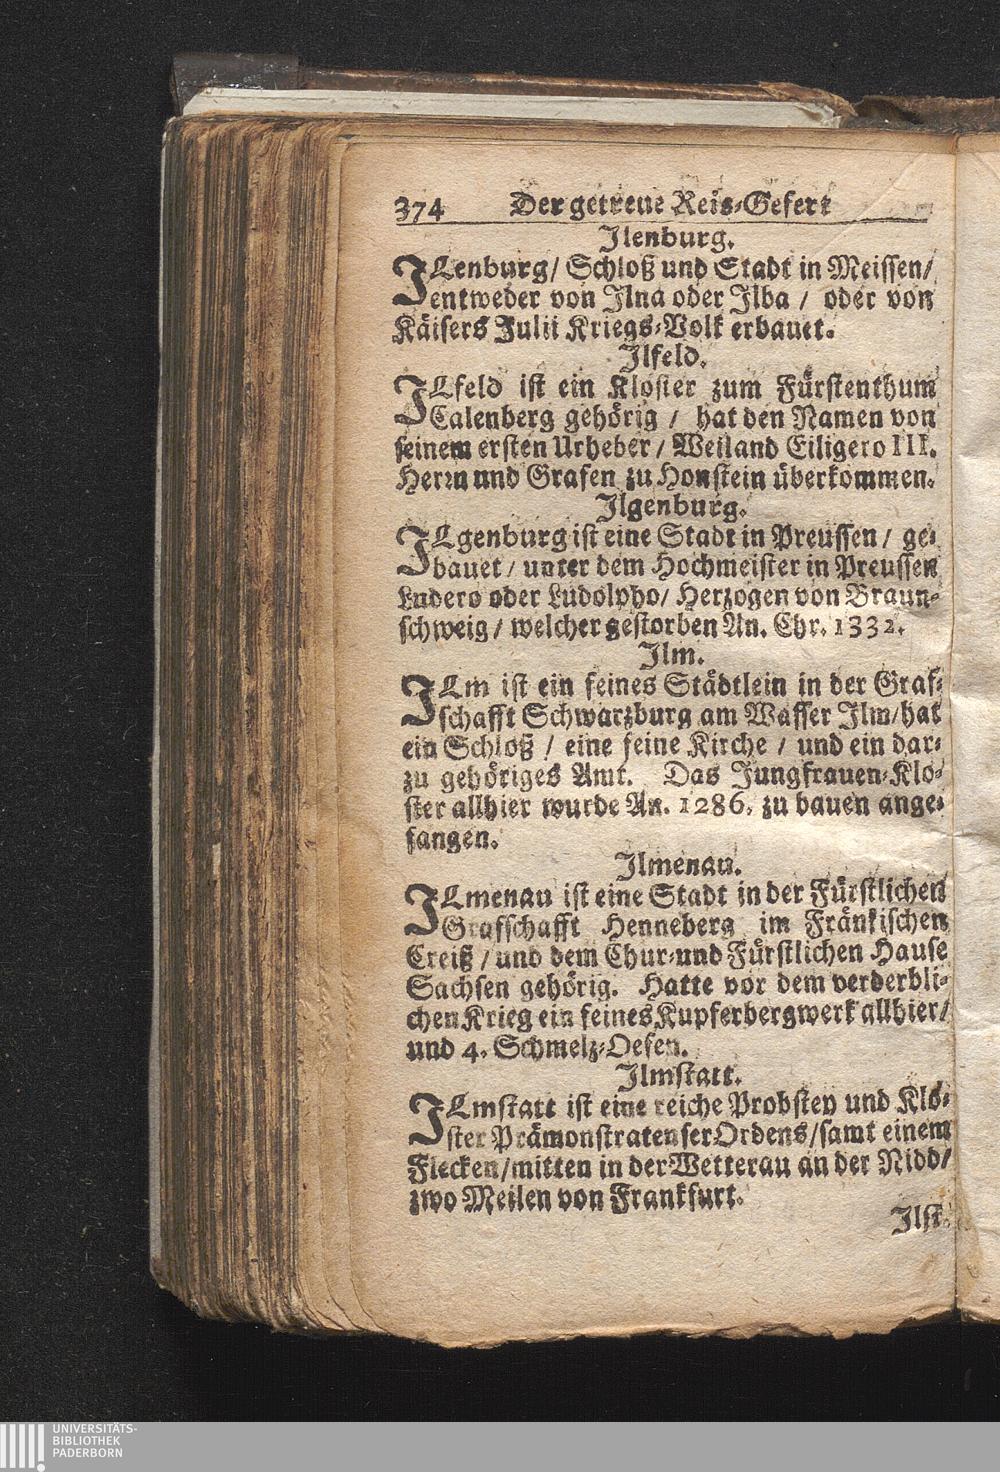 374 Der getreue Reis-Gefert
Ilenburg.
ILenburg/ Schloß und Stadt in Meissen/
entweder von Ilna oder Ilba / oder von
Käisers Julii Kriegs-Volk erbauet.
Ilfeld.
ILfeld ist ein Kloster zum Fürstenthum
Calenberg gehörig / hat den Namen von
seinem ersten Urheber / Weiland Eiligero III.
Herrn und Grafen zu Honstein überkommen.
Ilgenburg.
ILgenburg ist eine Stadt in Preussen / ge-
bauet / unter dem Hochmeister in Preussen
Ludero oder Ludolpho/ Herzogen von Braun-
schweig / welcher gestorben An. Chr. 1332.
Ilm.
ILm ist ein feines Städtlein in der Graf-
schafft Schwarzburg am Wasser Ilm/hat
ein Schloß / eine feine Kirche / und ein dar-
zu gehöriges Amt. Das Jungfrauen-Klo-
ster allhier wurde An. 1286. zu bauen ange-
fangen.
Ilmenau.
ILmenau ist eine Stadt in der Fürstlichen
Grafschafft Henneberg im Fränkischen
Creiß / und dem Chur-und Fürstlichen Hause
Sachsen gehörig. Hatte vor dem verderbli-
chen Krieg ein feines Kupferbergwerk allhier/
und 4. Schmelz-Oefen.
Ilmstatt.
ILmstatt ist eine reiche Probstey und Klo-
ster Prämonstratenser Ordens/samt einem
Flecken/mitten in der Wetterau an der Nidd/
zwo Meilen von Frankfurt.
Ilst.
UNIVERSITÄTS-
BIBLIOTHEK
PADERBORN